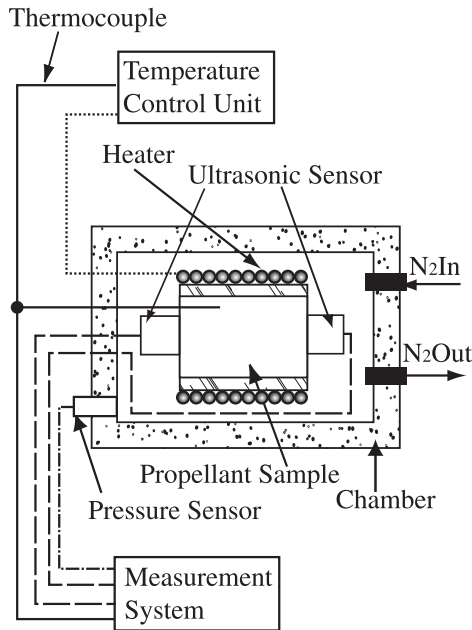 Thermocouple
Temperature
Control Unit
Heater
Ultrasonic Sensor
N2In
N2Out
Propellant Sample
Chamber
Pressure Sensor
Measurement
System